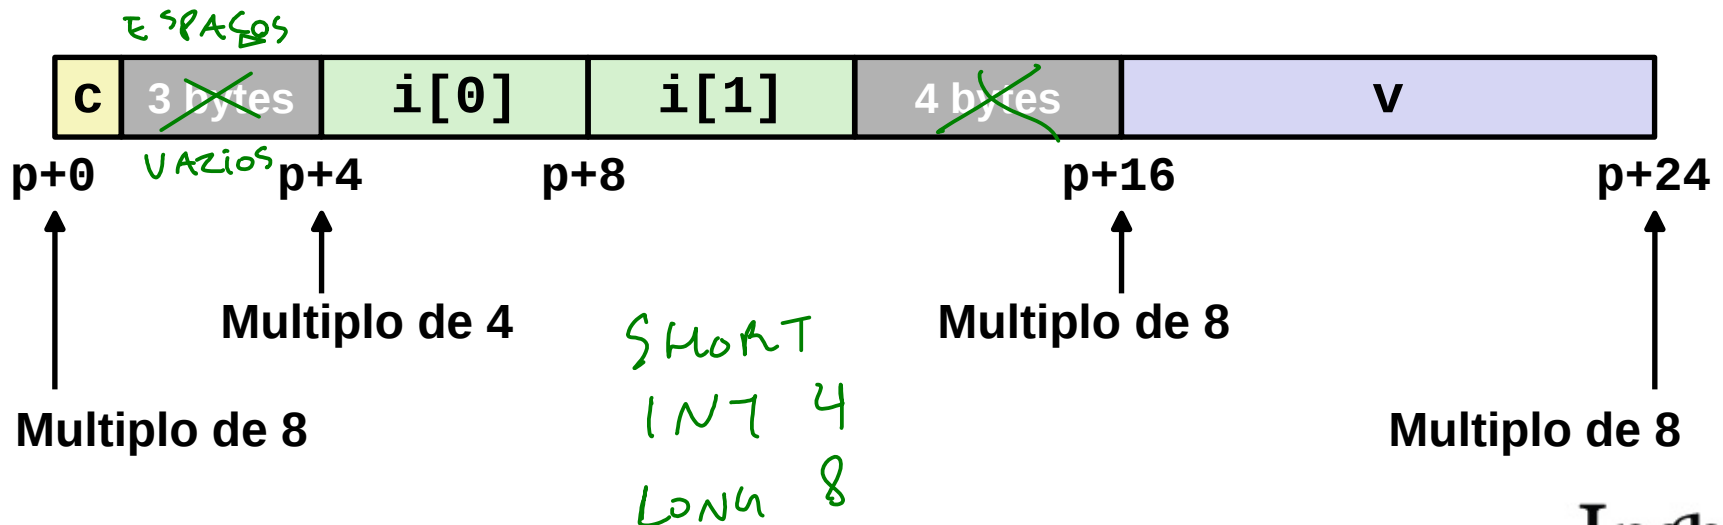 ESPAÇOS
c 3 bytes i[0] i[1] 4 bytes v
VAZIOS
p+0 p+4 p+8 p+16 p+24
Multiplo de 4 Multiplo de 8
SHORT
INT 4
Multiplo de 8 Multiplo de 8
LONG 8